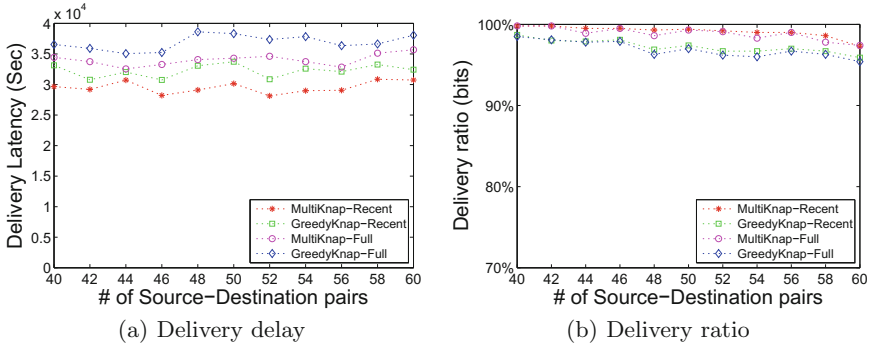 x 10⁴
4
3.5
3
2.5
2
1.5
1
0.5
0
Delivery Latency (Sec)
MultiKnap−Recent
GreedyKnap−Recent
MultiKnap−Full
GreedyKnap−Full
40 42 44 46 48 50 52 54 56 58 60
# of Source−Destination pairs
(a) Delivery delay
100%
90%
80%
70%
Delivery ratio (bits)
MultiKnap−Recent
GreedyKnap−Recent
MultiKnap−Full
GreedyKnap−Full
40 42 44 46 48 50 52 54 56 58 60
# of Source−Destination pairs
(b) Delivery ratio